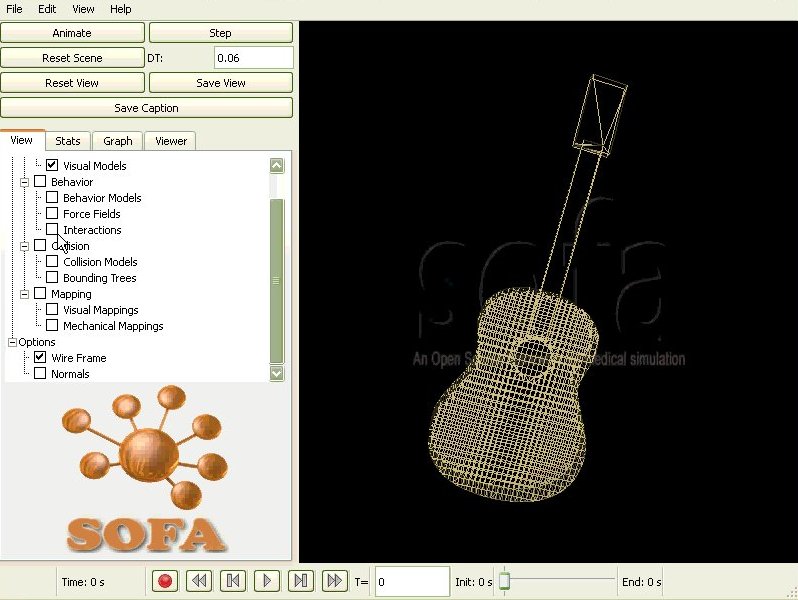 File Edit View Help
Animate Step
Reset Scene DT: 0.06
Reset View Save View
Save Caption
View Stats Graph Viewer
Visual Models
Behavior
Behavior Models
Force Fields
Interactions
Collision
Collision Models
Bounding Trees
Mapping
Visual Mappings
Mechanical Mappings
Options
Wire Frame
Normals
SOFA
sofa
An Open S edical simulation
Time: 0 s T= 0 Init: 0 s End: 0 s